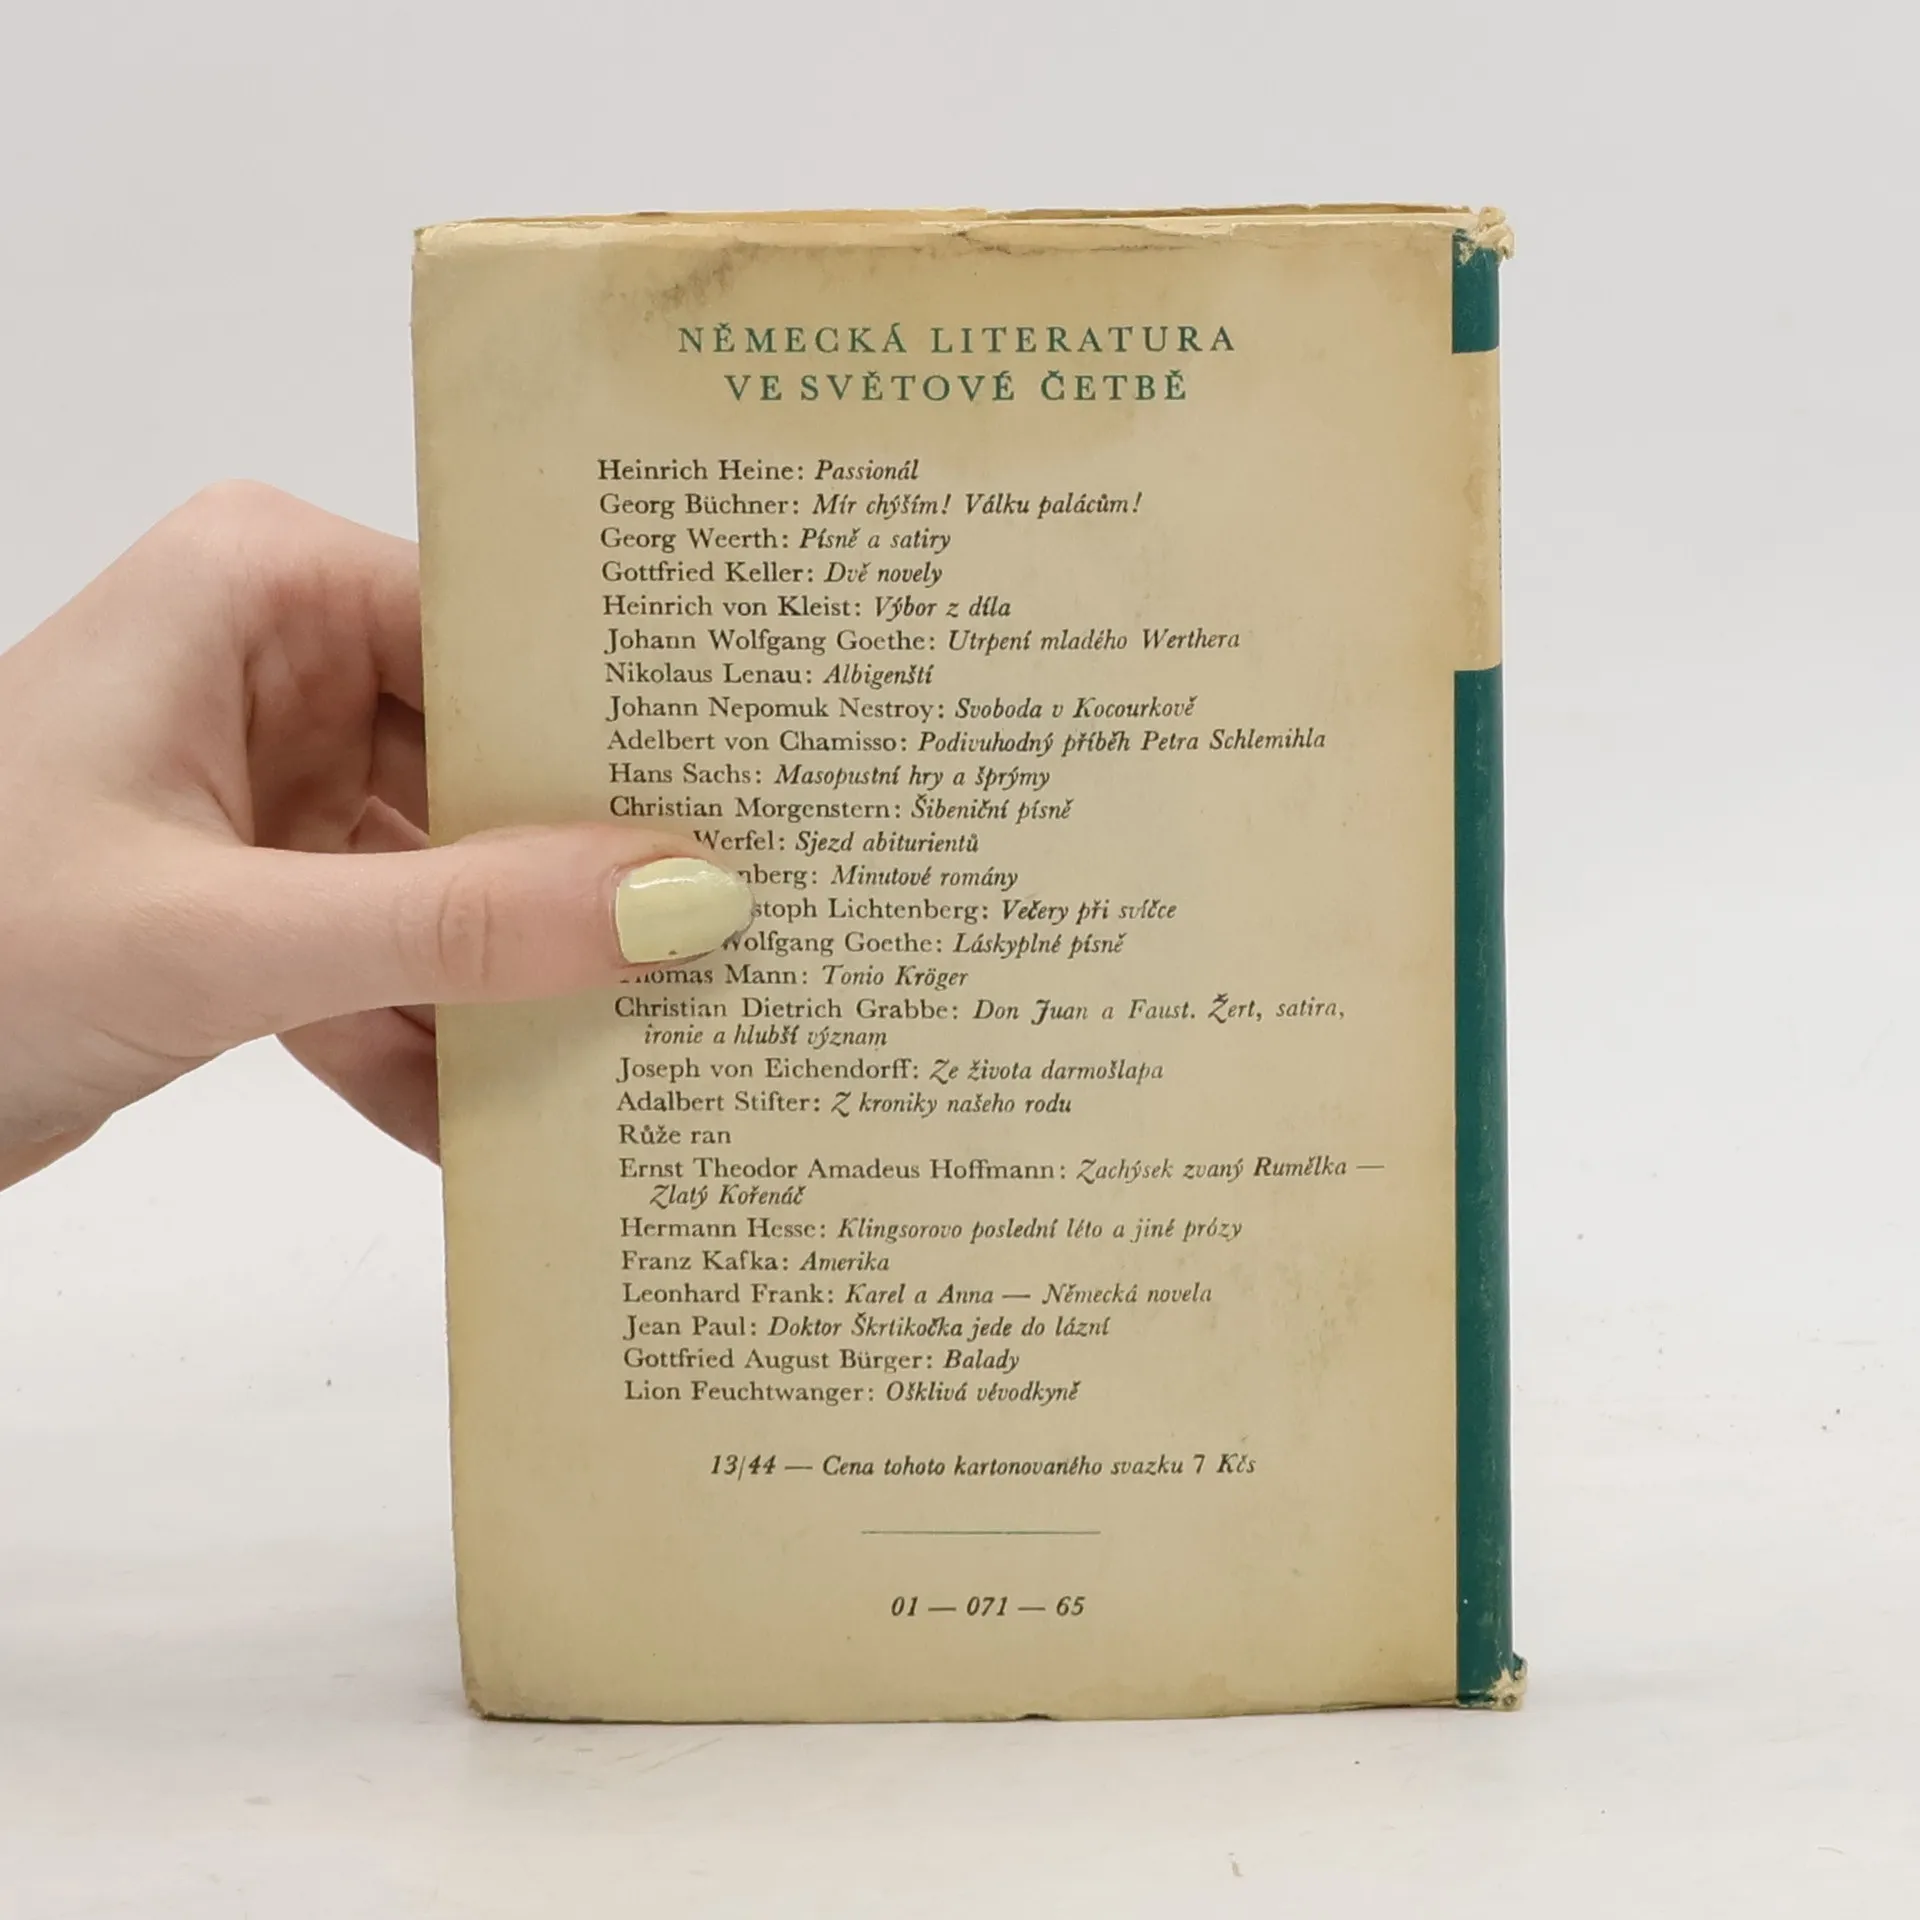 NĚMECKÁ LITERATURA
VE SVĚTOVÉ ČETBĚ
Heinrich Heine: Passionál
Georg Büchner: Mír chýším! Válku palácům!
Georg Weerth: Písně a satiry
Gottfried Keller: Dvě novely
Heinrich von Kleist: Výbor z díla
Johann Wolfgang Goethe: Utrpení mladého Werthera
Nikolaus Lenau: Albigenští
Johann Nepomuk Nestroy: Svoboda v Kocourkově
Adelbert von Chamisso: Podivuhodný příběh Petra Schlemihla
Hans Sachs: Masopustní hry a šprýmy
Christian Morgenstern: Šibeniční písně
Werfel: Sjezd abiturientů
Minutové romány
Lichtenberg: Večery při svíčce
Wolfgang Goethe: Láskyplné písně
Thomas Mann: Tonio Kröger
Christian Dietrich Grabbe: Don Juan a Faust. Žert, satira,
ironie a hlubší význam
Joseph von Eichendorff: Ze života darmošlapa
Adalbert Stifter: Z kroniky našeho rodu
Růže ran
Ernst Theodor Amadeus Hoffmann: Zachýsek zvaný Rumělka —
Zlatý Kořenáč
Hermann Hesse: Klingsorovo poslední léto a jiné prózy
Franz Kafka: Amerika
Leonhard Frank: Karel a Anna — Německá novela
Jean Paul: Doktor Škrtikočka jede do lázní
Gottfried August Bürger: Balady
Lion Feuchtwanger: Ošklivá vévodkyně
13/44 — Cena tohoto kartonovaného svazku 7 Kčs
01 — 071 — 65